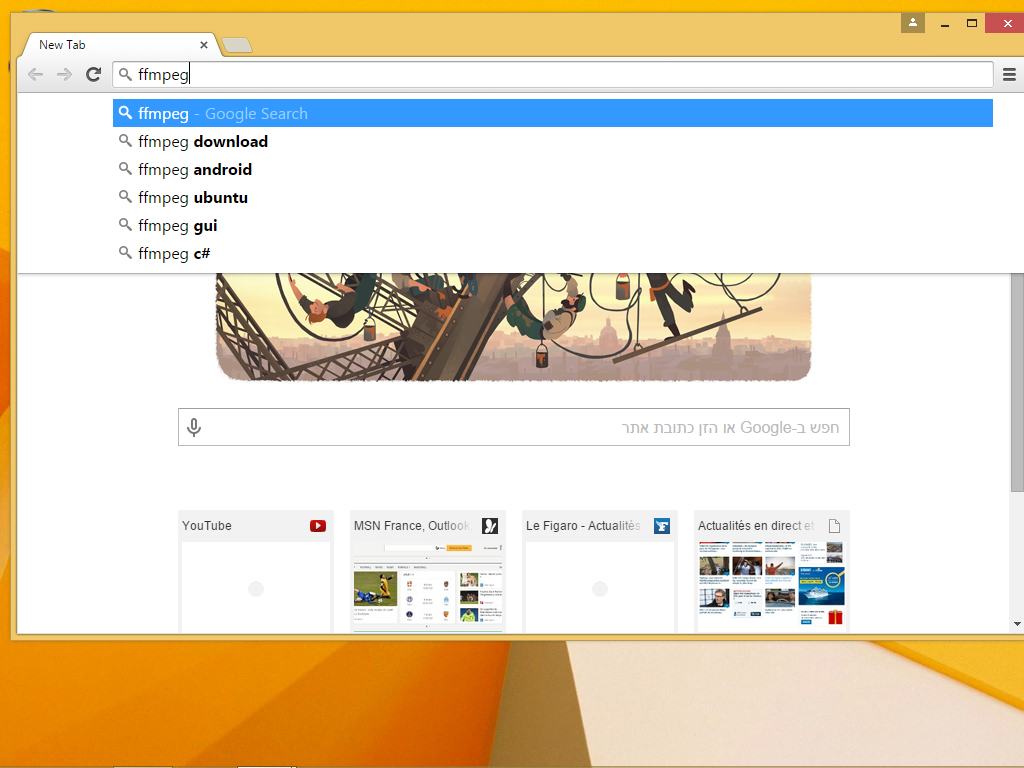 New Tab
ffmpeg
ffmpeg - Google Search
ffmpeg download
ffmpeg android
ffmpeg ubuntu
ffmpeg gui
ffmpeg c#
חפש ב-Google או הזן כתובת אתר
YouTube
MSN France, Outlook,
Le Figaro - Actualités
Actualités en direct et